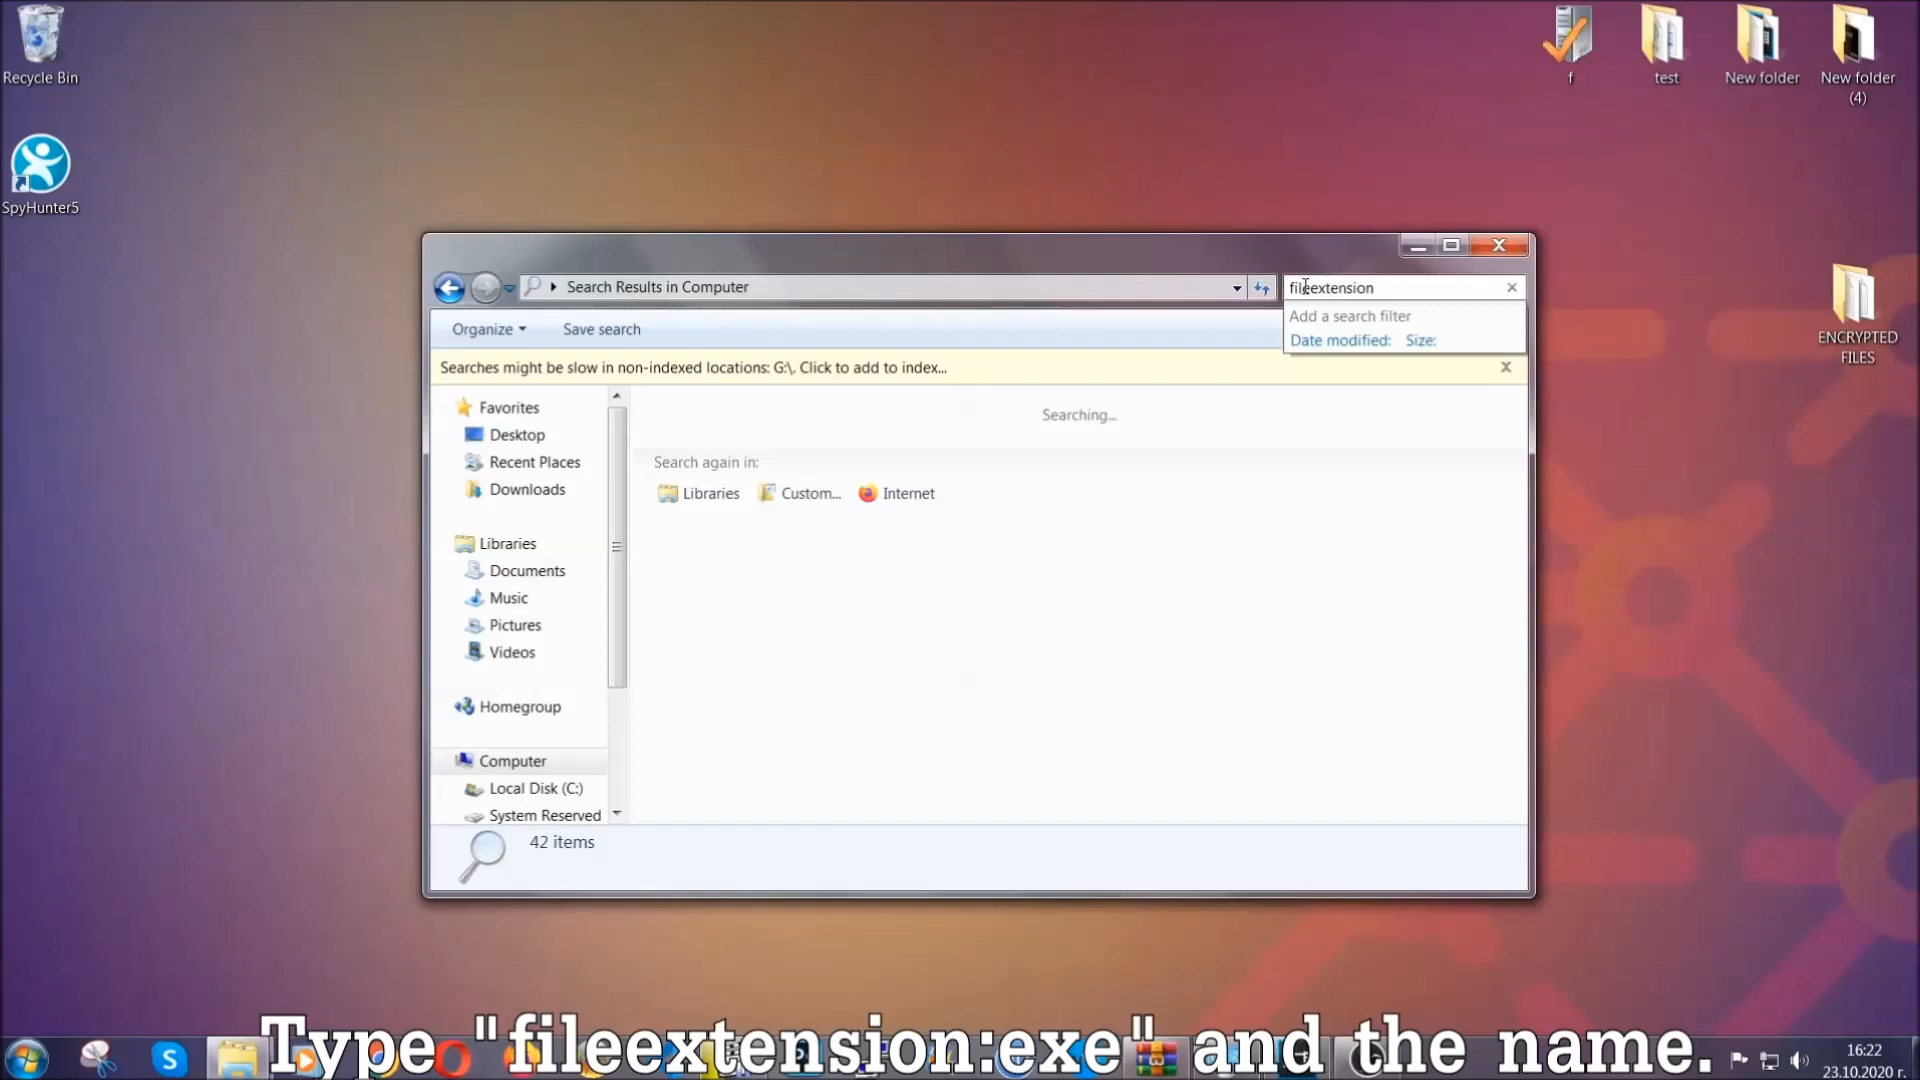 Recycle Bin
SpyHunter5
f
test
New folder
New folder
(4)
ENCRYPTED
FILES
Search Results in Computer
fileextension
Add a search filter
Date modified: Size:
Organize
Save search
Searches might be slow in non-indexed locations: G:\. Click to add to index...
Favorites
Desktop
Recent Places
Downloads
Libraries
Documents
Music
Pictures
Videos
Homegroup
Computer
Local Disk (C:)
System Reserved
Searching...
Search again in:
Libraries
Custom...
Internet
42 items
Type "fileextension:exe" and the name.
16:22
23.10.2020 г.